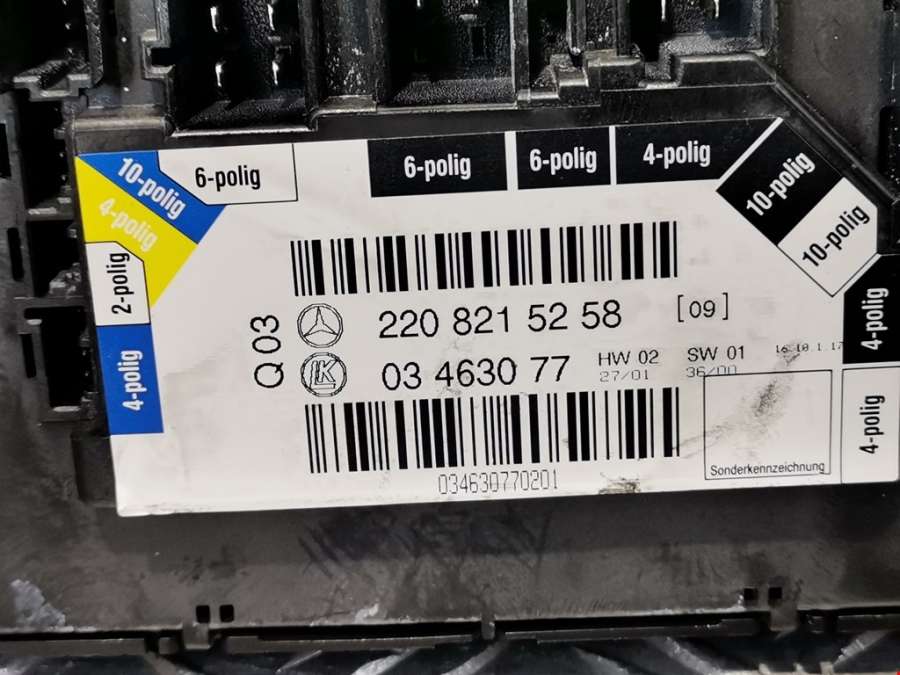 10-polig
6-polig
6-polig
6-polig
4-polig
10-polig
10-polig
4-polig
2-polig
4-polig
4-polig
4-polig
Q 03
220 821 52 58 [09]
03 4630 77 HW 02 SW 01
27/01 36/00
LK
Sonderkennzeichnung
034630770201